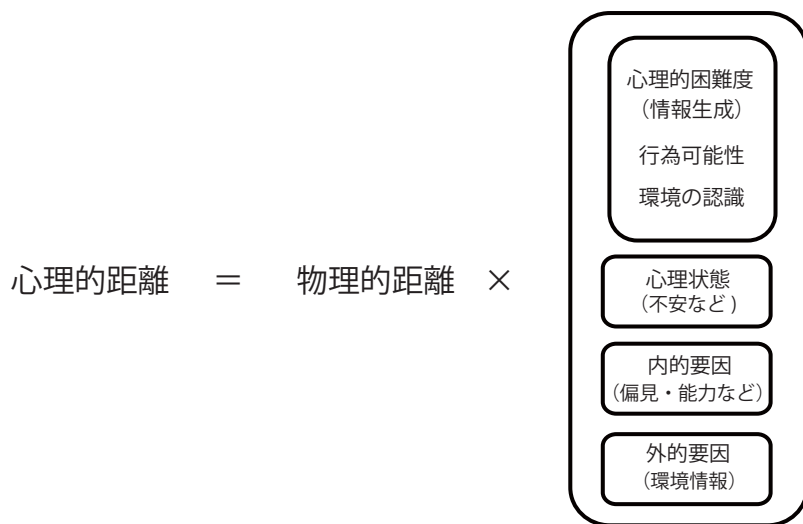 心理的困難度
（情報生成）
行為可能性
環境の認識
心理的距離 ＝ 物理的距離 ×
心理状態
（不安など )
内的要因
（偏見・能力など）
外的要因
（環境情報）